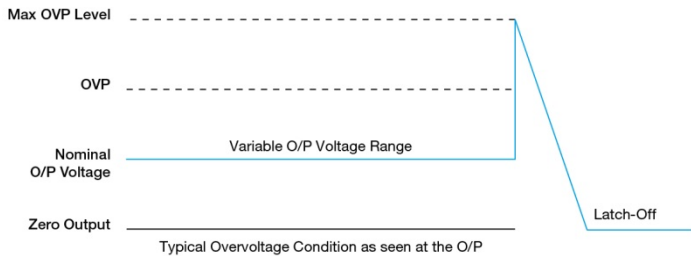 Max OVP Level
OVP
Variable O/P Voltage Range
Nominal
O/P Voltage
Latch-Off
Zero Output
Typical Overvoltage Condition as seen at the O/P